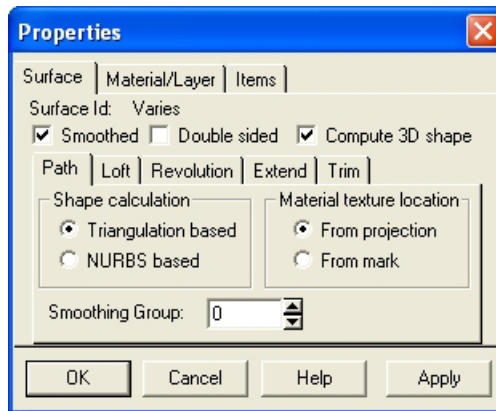 Properties
Surface Material/Layer Items
Surface Id: Varies
Smoothed Double sided Compute 3D shape
Path Loft Revolution Extend Trim
Shape calculation Material texture location
Triangulation based From projection
NURBS based From mark
Smoothing Group: 0
OK Cancel Help Apply